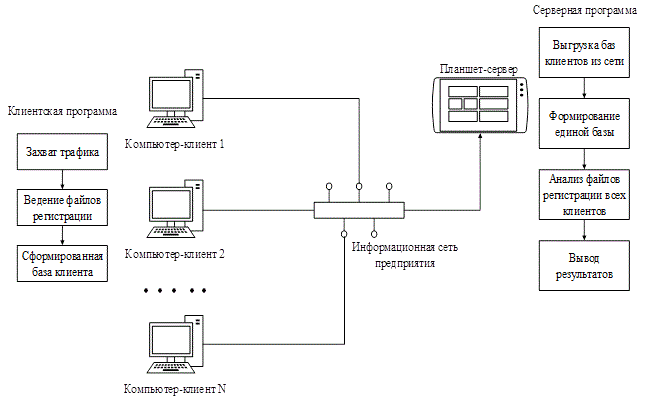 Клиентская программа
Захват трафика
Ведение файлов
регистрации
Сформированная
база клиента
Компьютер-клиент 1
Компьютер-клиент 2
Компьютер-клиент N
Информационная сеть
предприятия
Планшет-сервер
Серверная программа
Выгрузка баз
клиентов из сети
Формирование
единой базы
Анализ файлов
регистрации всех
клиентов
Вывод
результатов